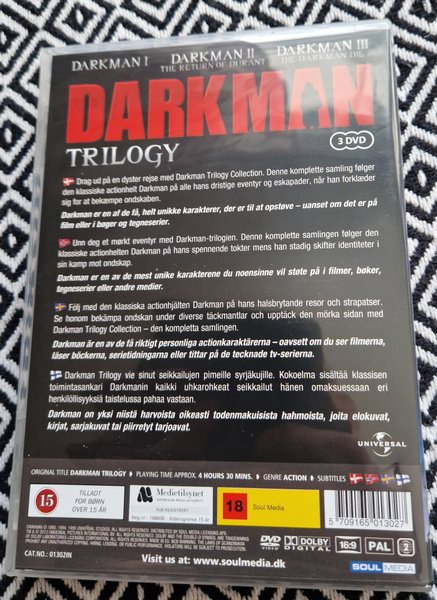 DARKMAN I DARKMAN II DARKMAN III
THE RETURN OF DURANT DIE DARKMAN DIE
DARKMAN
TRILOGY
3 DVD
Drag ud på en dyster rejse med Darkman Trilogy Collection. Denne komplette samling følger
den klassiske actionhelt Darkman på alle hans dristige eventyr og eskapader, når han forklæder
sig for at bekæmpe ondskaben.
Darkman er en af de få, helt unikke karakterer, der er til at opstøve – uanset om det er på
film eller i bøger og tegneserier.
Unn deg et mørkt eventyr med Darkman-trilogien. Denne komplette samlingen følger den
klassiske actionhelten Darkman på hans spennende tokter mens han stadig skifter identiteter i
sin kamp mot ondskap.
Darkman er en av de mest unike karakterene du noensinne vil støte på i filmer, bøker,
tegneserier eller andre medier.
Följ med den klassiska actionhjälten Darkman på hans halsbrytande resor och strapatser.
Se honom bekämpa ondskan under diverse täckmantlar och upptäck den mörka sidan med
Darkman Trilogy Collection – den kompletta samlingen.
Darkman är en av de få riktigt personliga actionkaraktärerna – oavsett om du ser filmerna,
läser böckerna, serietidningarna eller tittar på de tecknade tv-serierna.
Darkman Trilogy vie sinut seikkailujen pimeille syrjäkujille. Kokoelma sisältää klassisen
toimintasankari Darkmanin kaikki uhkarohkeat seikkailut hänen omaksuessaan eri
henkilöllisyyksiä taistelussa pahaa vastaan.
Darkman on yksi niistä harvoista oikeasti todenmakuisista hahmoista, joita elokuvat,
kirjat, sarjakuvat tai piirretyt tarjoavat.
UNIVERSAL
ORIGINAL TITLE DARKMAN TRILOGY PLAYING TIME APPROX. 4 HOURS 30 MINS. GENRE ACTION SUBTITLES
15 TILLADT
FOR BØRN
OVER 15 ÅR
Medietilsynet
KUN REGISTRERT
Reg.nr.: 168606 Aldersgrense 15 år
18 Soul Media
5 709165 013027
CAT.NO.: 01302IN
Visit us at: www.soulmedia.dk
DVD VIDEO DOLBY DIGITAL 16:9 PAL 2
SOUL MEDIA